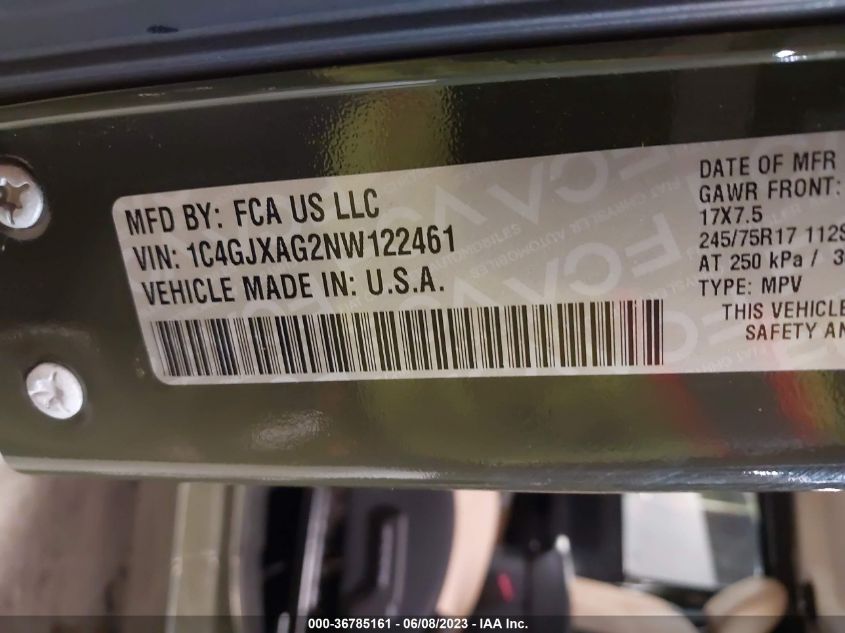 MFD BY: FCA US LLC
VIN: 1C4GJXAG2NW122461
VEHICLE MADE IN: U.S.A.
DATE OF MFR
GAWR FRONT:
17X7.5
245/75R17 112S
AT 250 kPa /
TYPE: MPV
THIS VEHICLE
SAFETY
000-36785161 - 06/08/2023 - IAA Inc.